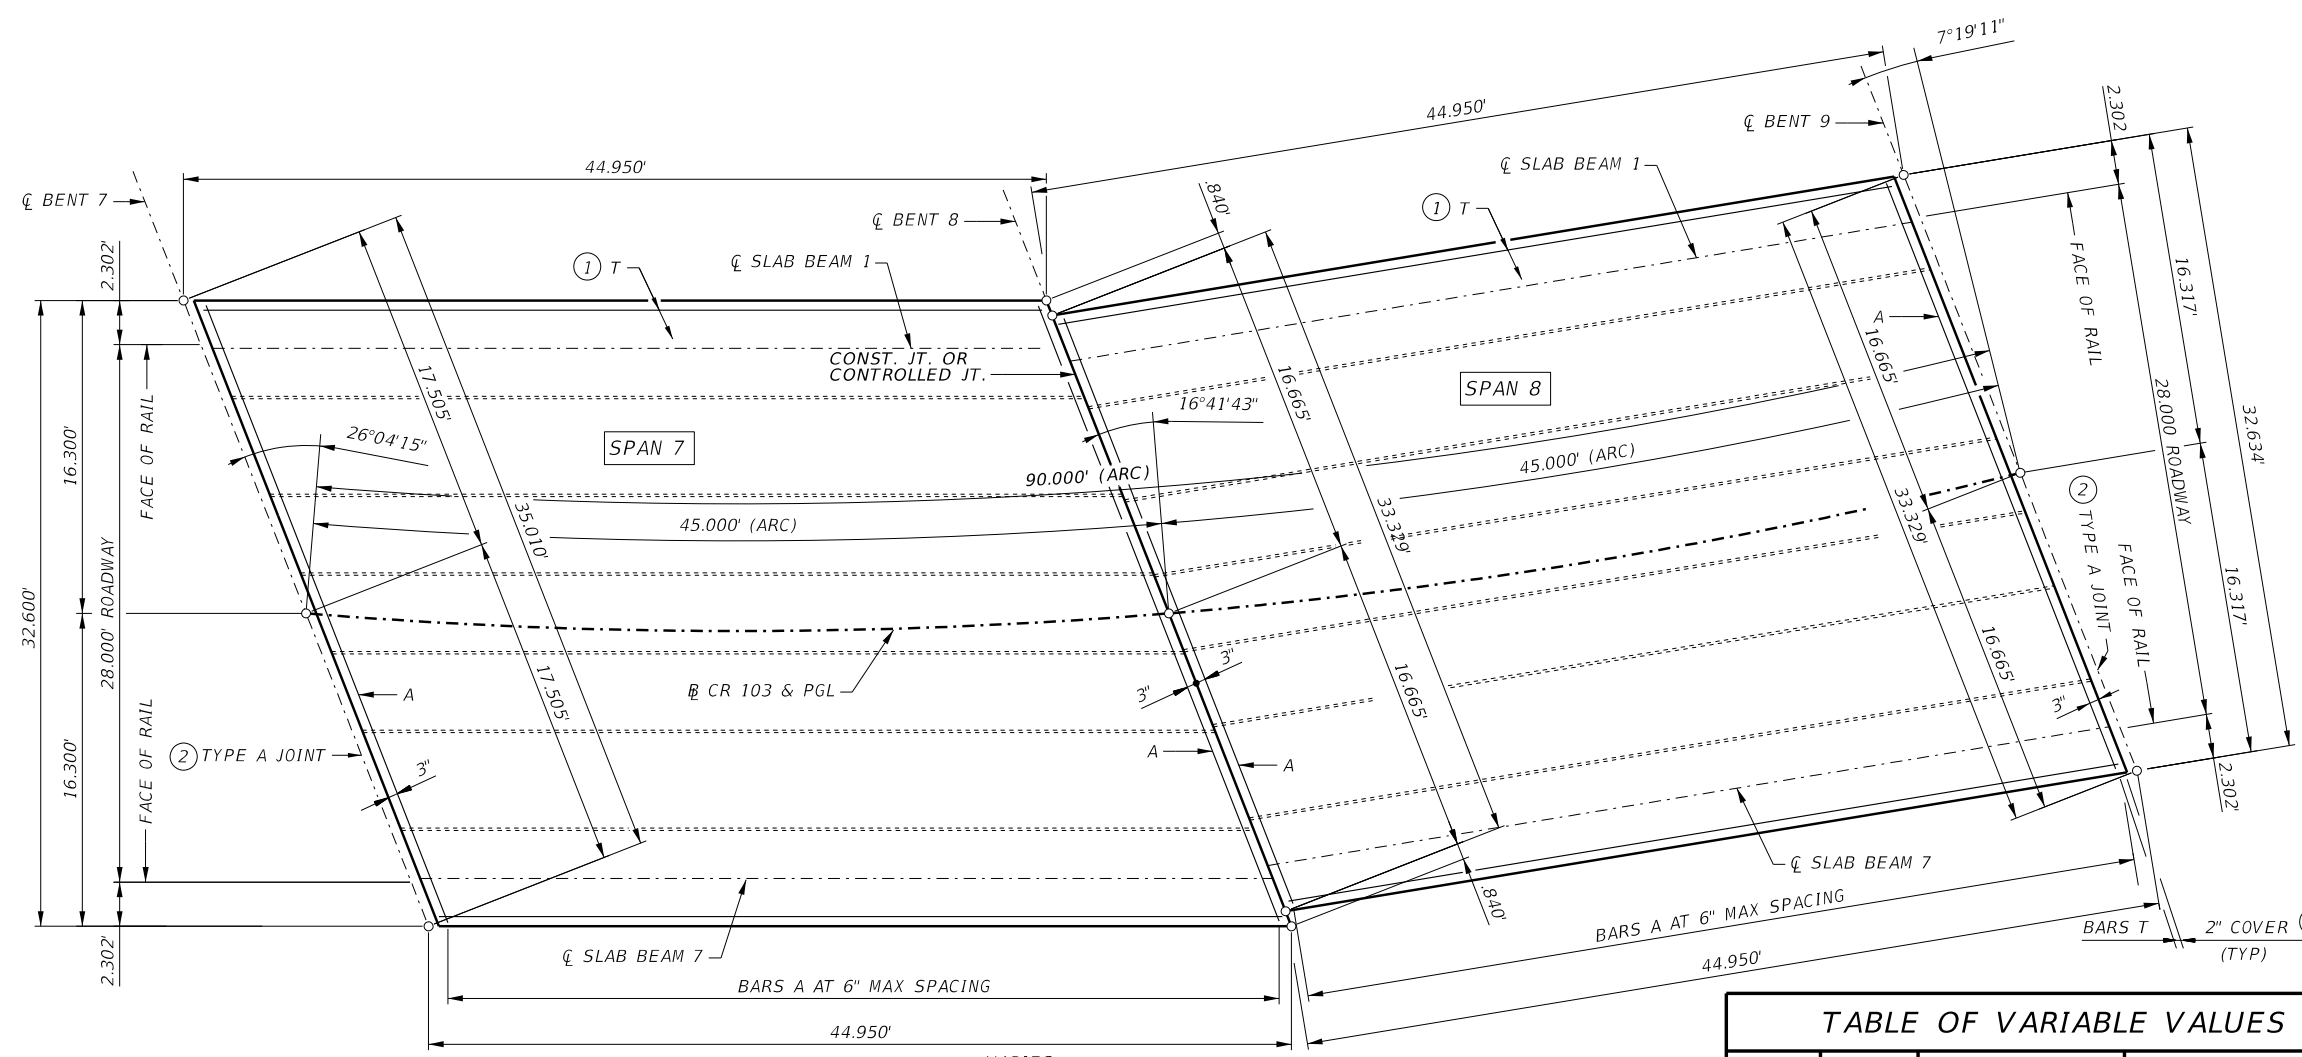 7°19'11"
44.950'
℄ BENT 9
2.302
℄ SLAB BEAM 1
44.950'
℄ BENT 7
℄ BENT 8
.840'
1 T
℄ SLAB BEAM 1
1 T
2.302'
FACE OF RAIL
16.317'
A
16.665'
CONST. JT. OR
CONTROLLED JT.
17.505'
16.665'
SPAN 8
16°41'43"
28.000 ROADWAY
32.634'
FACE OF RAIL
16.300'
26°04'15"
SPAN 7
90.000' (ARC)
45.000' (ARC)
2 TYPE A JOINT
45.000' (ARC)
35.010'
33.329'
33.329'
32.600'
28.000' ROADWAY
FACE OF RAIL
16.317'
16.665'
3"
3"
℄ CR 103 & PGL
A
17.505'
16.665'
3"
FACE OF RAIL
16.300'
2 TYPE A JOINT
3"
A
A
2.302'
℄ SLAB BEAM 7
.840'
BARS A AT 6" MAX SPACING
BARS T
2" COVER
(TYP)
2.302'
℄ SLAB BEAM 7
44.950'
BARS A AT 6" MAX SPACING
44.950'
TABLE OF VARIABLE VALUES